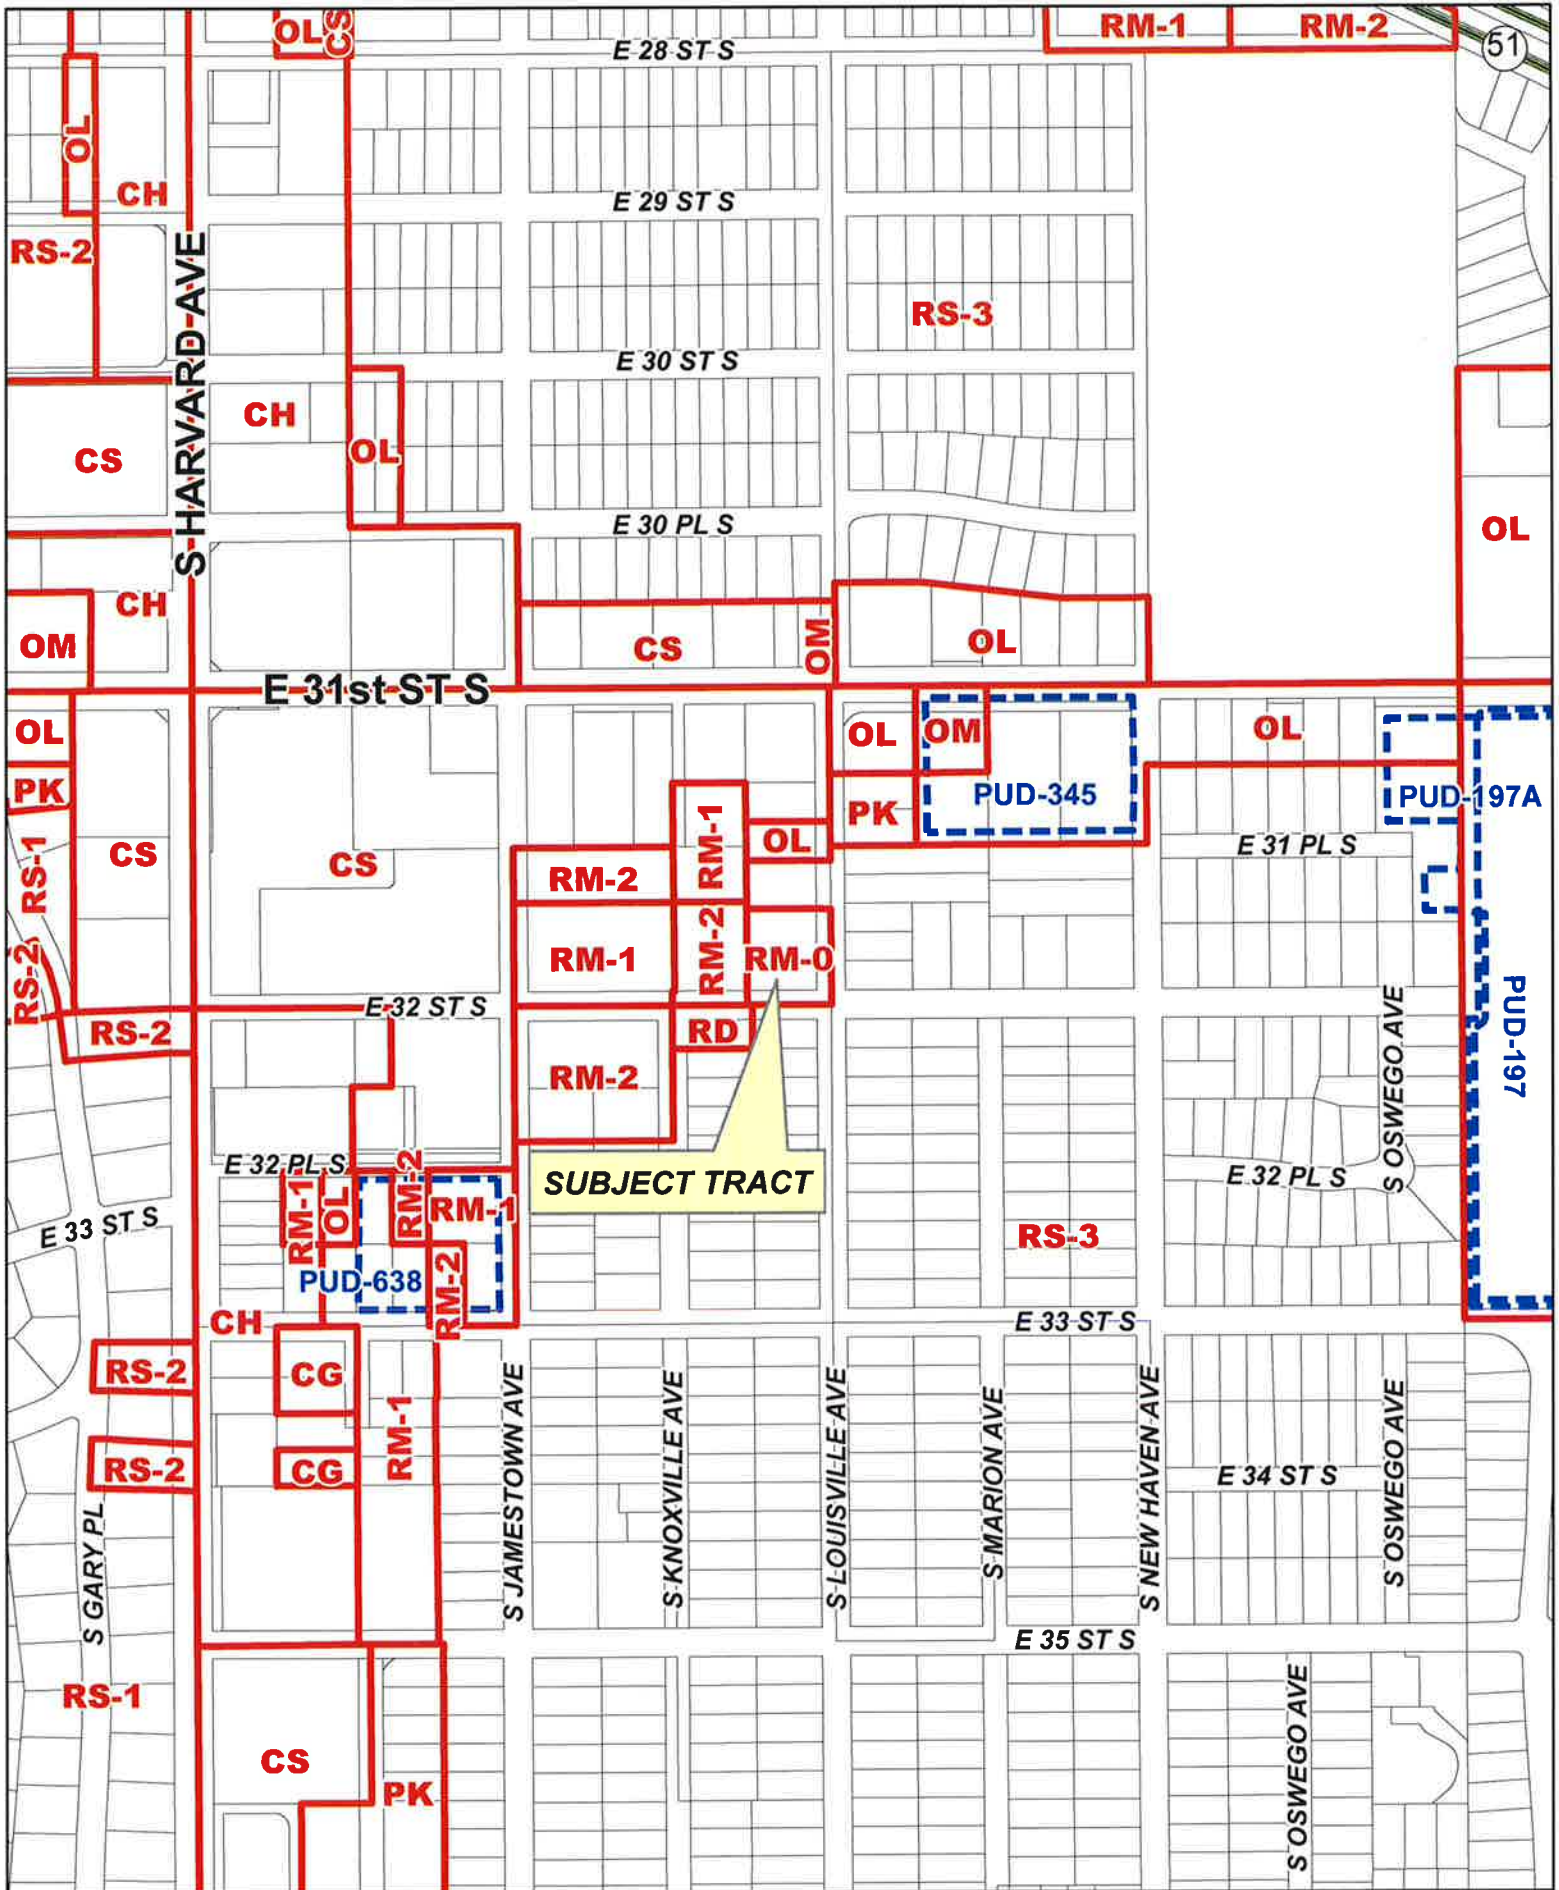 OL
CS
E 28 ST S
RM-1
RM-2
51
OL
CH
E 29 ST S
RS-2
S HARVARD AVE
RS-3
E 30 ST S
CH
OL
CS
E 30 PL S
OL
CH
OM
CS
OM
OL
E 31st ST S
OL
OL
OM
OL
PK
PUD-345
PUD-197A
PK
RS-1
CS
CS
RM-1
OL
E 31 PL S
RM-2
RS-2
RM-1
RM-2
RM-0
E 32 ST S
RS-2
RD
PUD-197
S OSWEGO AVE
RM-2
E 32 PL S
RM-2
SUBJECT TRACT
E 32 PL S
RM-1
OL
RM-1
E 33 ST S
RS-3
PUD-638
RM-2
CH
E 33 ST S
RS-2
CG
RM-1
S JAMESTOWN AVE
S KNOXVILLE AVE
S LOUISVILLE AVE
S MARION AVE
S NEW HAVEN AVE
S OSWEGO AVE
RS-2
CG
E 34 ST S
S GARY PL
E 35 ST S
RS-1
CS
PK
S OSWEGO AVE